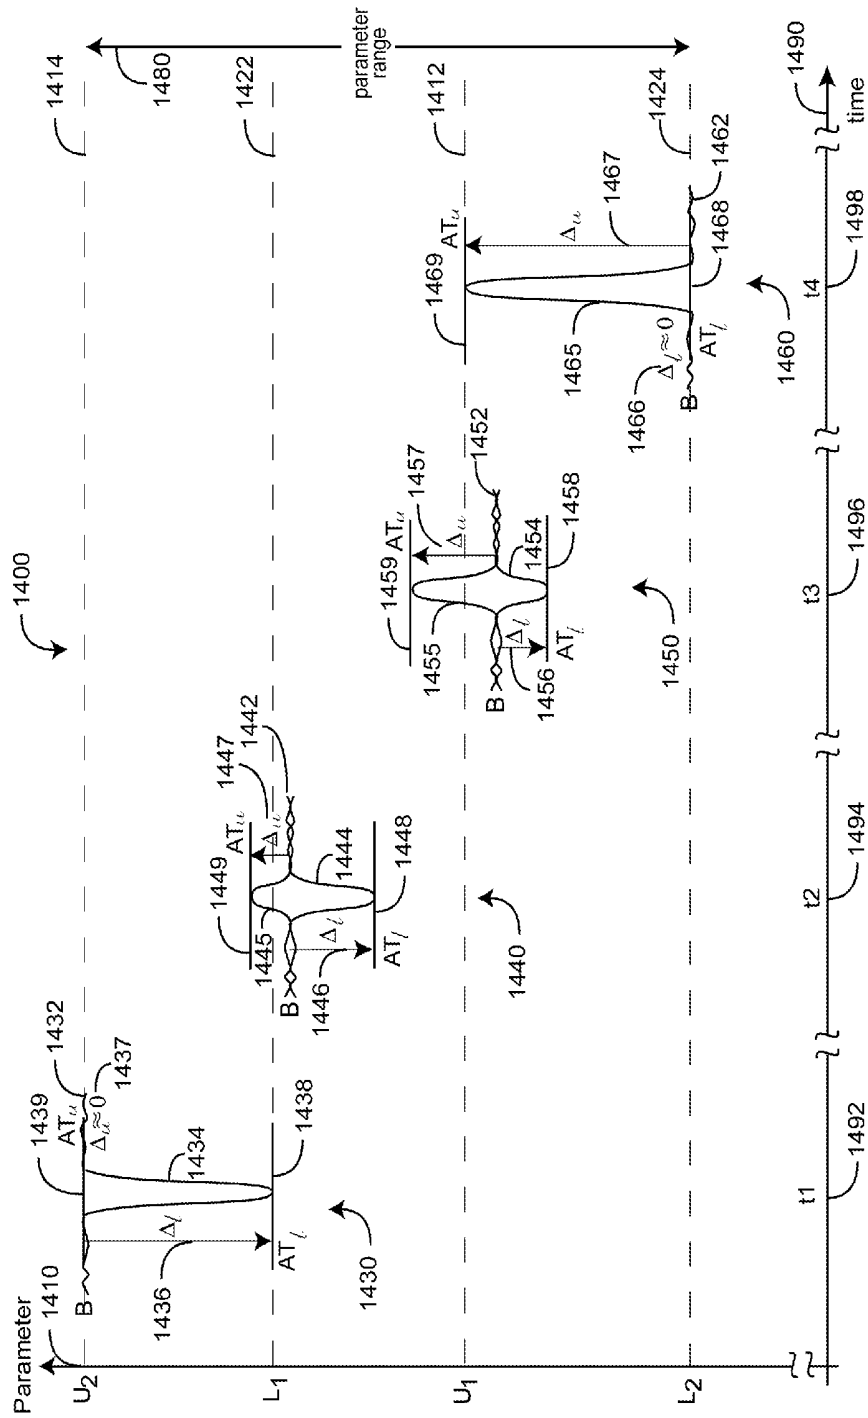 1400
Parameter
1410
U2
L1
U1
L2
B
1432
1439
ATu
Δu≈0
1437
1434
Δl
1436
ATl
1438
1430
t1
1492
1442
1447
1449
ATu
Δu
1445
B
1444
1446
Δl
ATl
1448
1440
t2
1494
1459
ATu
1457
Δu
1452
1455
B
1454
Δl
1456
ATl
1458
1450
t3
1496
1469
ATu
Δu
1467
1465
1466
Δl≈0
B
ATl
1462
1468
1460
t4
1498
1414
1422
1412
1424
1480
parameter
range
1490
time